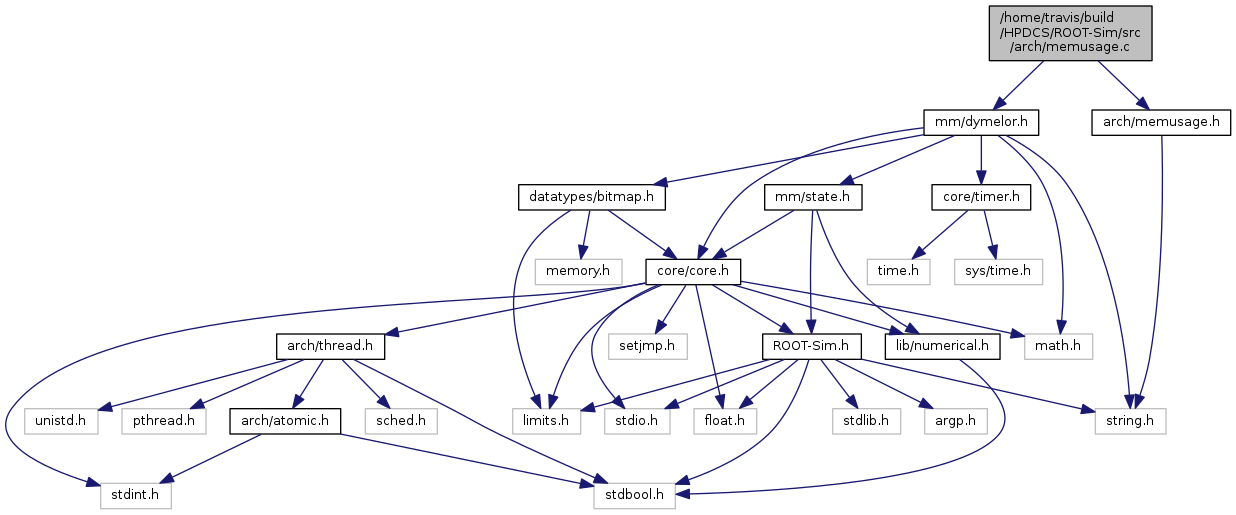 /home/travis/build
/HPDCS/ROOT-Sim/src
/arch/memusage.c
mm/dymelor.h
arch/memusage.h
datatypes/bitmap.h
mm/state.h
core/timer.h
memory.h
core/core.h
time.h
sys/time.h
arch/thread.h
setjmp.h
ROOT-Sim.h
lib/numerical.h
math.h
unistd.h
pthread.h
arch/atomic.h
sched.h
limits.h
stdio.h
float.h
stdlib.h
argp.h
string.h
stdint.h
stdbool.h